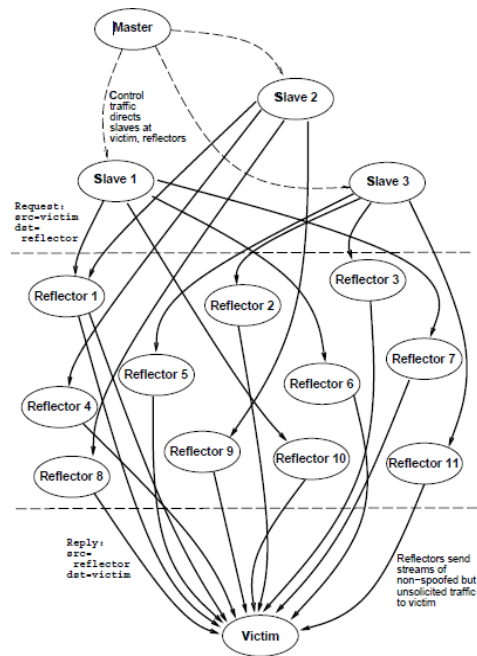 Master
Slave 2
Control
traffic
directs
slaves at
victim, reflectors
Slave 1
Slave 3
Request:
src=victim
dst=
reflector
Reflector 1
Reflector 2
Reflector 3
Reflector 7
Reflector 5
Reflector 6
Reflector 4
Reflector 9
Reflector 10
Reflector 11
Reflector 8
Reply:
src=
reflector
dst=victim
Reflectors send
streams of
non-spoofed but
unsolicited traffic
to victim
Victim